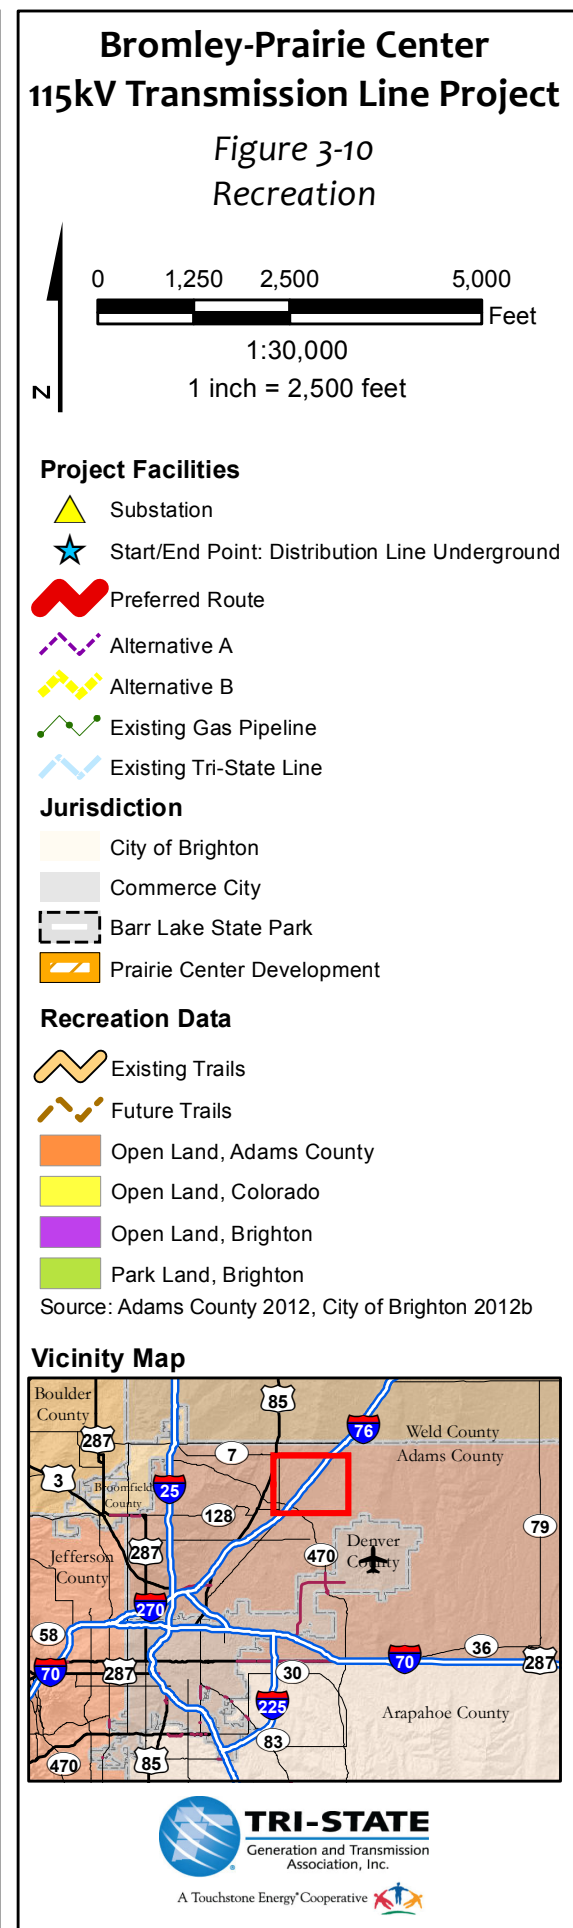 Bromley-Prairie Center
115kV Transmission Line Project
Figure 3-10
Recreation
0 1,250 2,500 5,000
Feet
1:30,000
1 inch = 2,500 feet
N
Project Facilities
Substation
Start/End Point: Distribution Line Underground
Preferred Route
Alternative A
Alternative B
Existing Gas Pipeline
Existing Tri-State Line
Jurisdiction
City of Brighton
Commerce City
Barr Lake State Park
Prairie Center Development
Recreation Data
Existing Trails
Future Trails
Open Land, Adams County
Open Land, Colorado
Open Land, Brighton
Park Land, Brighton
Source: Adams County 2012, City of Brighton 2012b
Vicinity Map
Boulder
County
85
76
Weld County
287
7
Adams County
3
Broomfield
County
25
128
79
Jefferson
County
287
470
Denver
County
270
58
36
70
287
30
70
287
225
Arapahoe County
83
470
85
TRI-STATE
Generation and Transmission
Association, Inc.
A Touchstone Energy® Cooperative